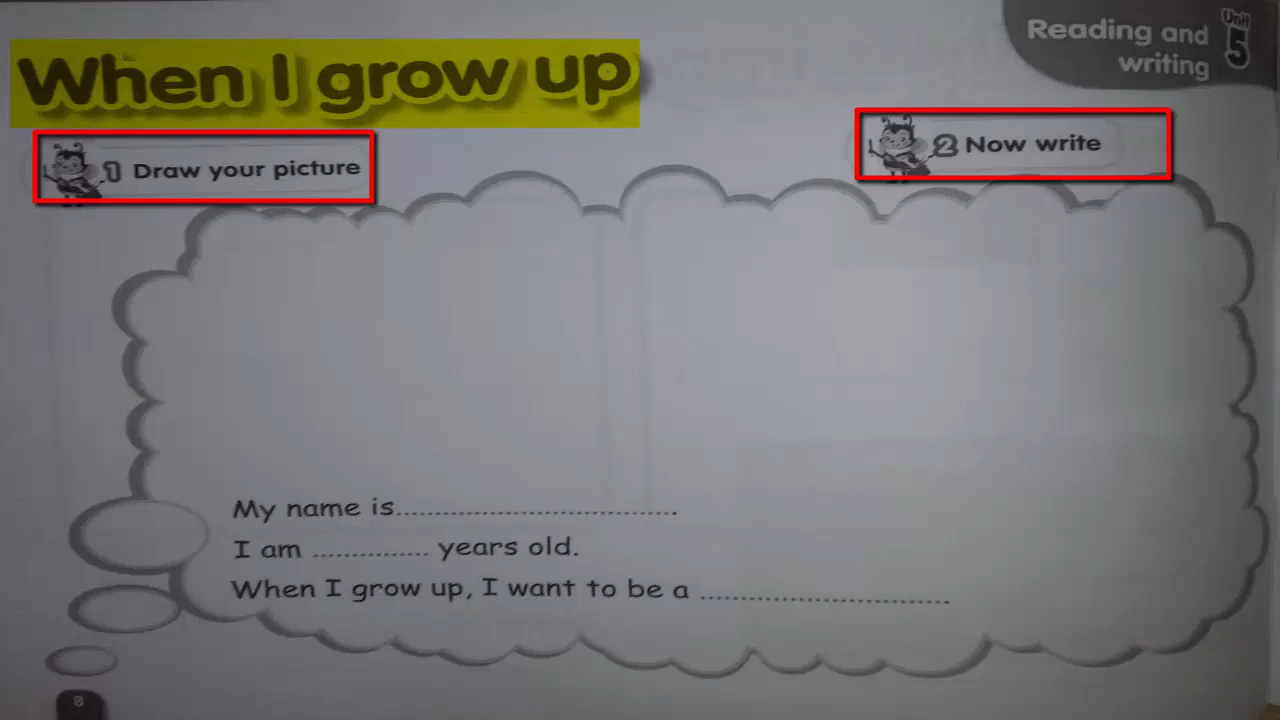 Reading and
writing
Unit
5
When I grow up
1 Draw your picture
2 Now write
My name is..................................
I am .............. years old.
When I grow up, I want to be a ..............................
8